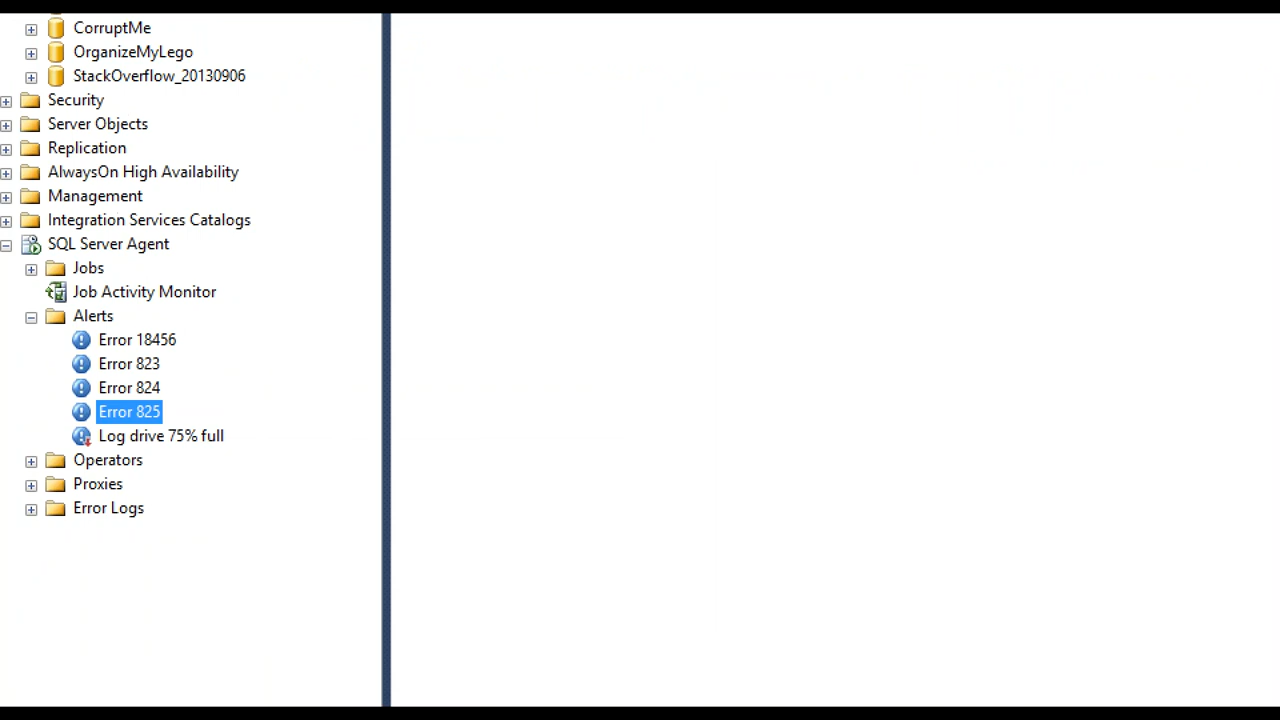 CorruptMe
OrganizeMyLego
StackOverflow_20130906
Security
Server Objects
Replication
AlwaysOn High Availability
Management
Integration Services Catalogs
SQL Server Agent
Jobs
Job Activity Monitor
Alerts
Error 18456
Error 823
Error 824
Error 825
Log drive 75% full
Operators
Proxies
Error Logs